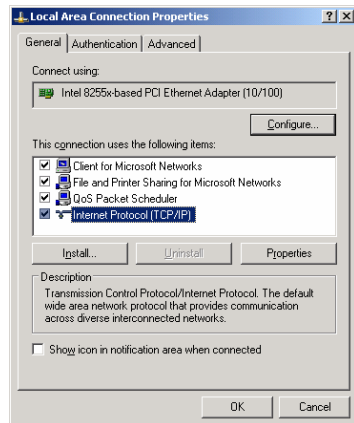 Local Area Connection Properties
General Authentication Advanced
Connect using:
Intel 8255x-based PCI Ethernet Adapter (10/100)
Configure...
This connection uses the following items:
Client for Microsoft Networks
File and Printer Sharing for Microsoft Networks
QoS Packet Scheduler
Internet Protocol (TCP/IP)
Install... Uninstall Properties
Description
Transmission Control Protocol/Internet Protocol. The default
wide area network protocol that provides communication
across diverse interconnected networks.
Show icon in notification area when connected
OK Cancel